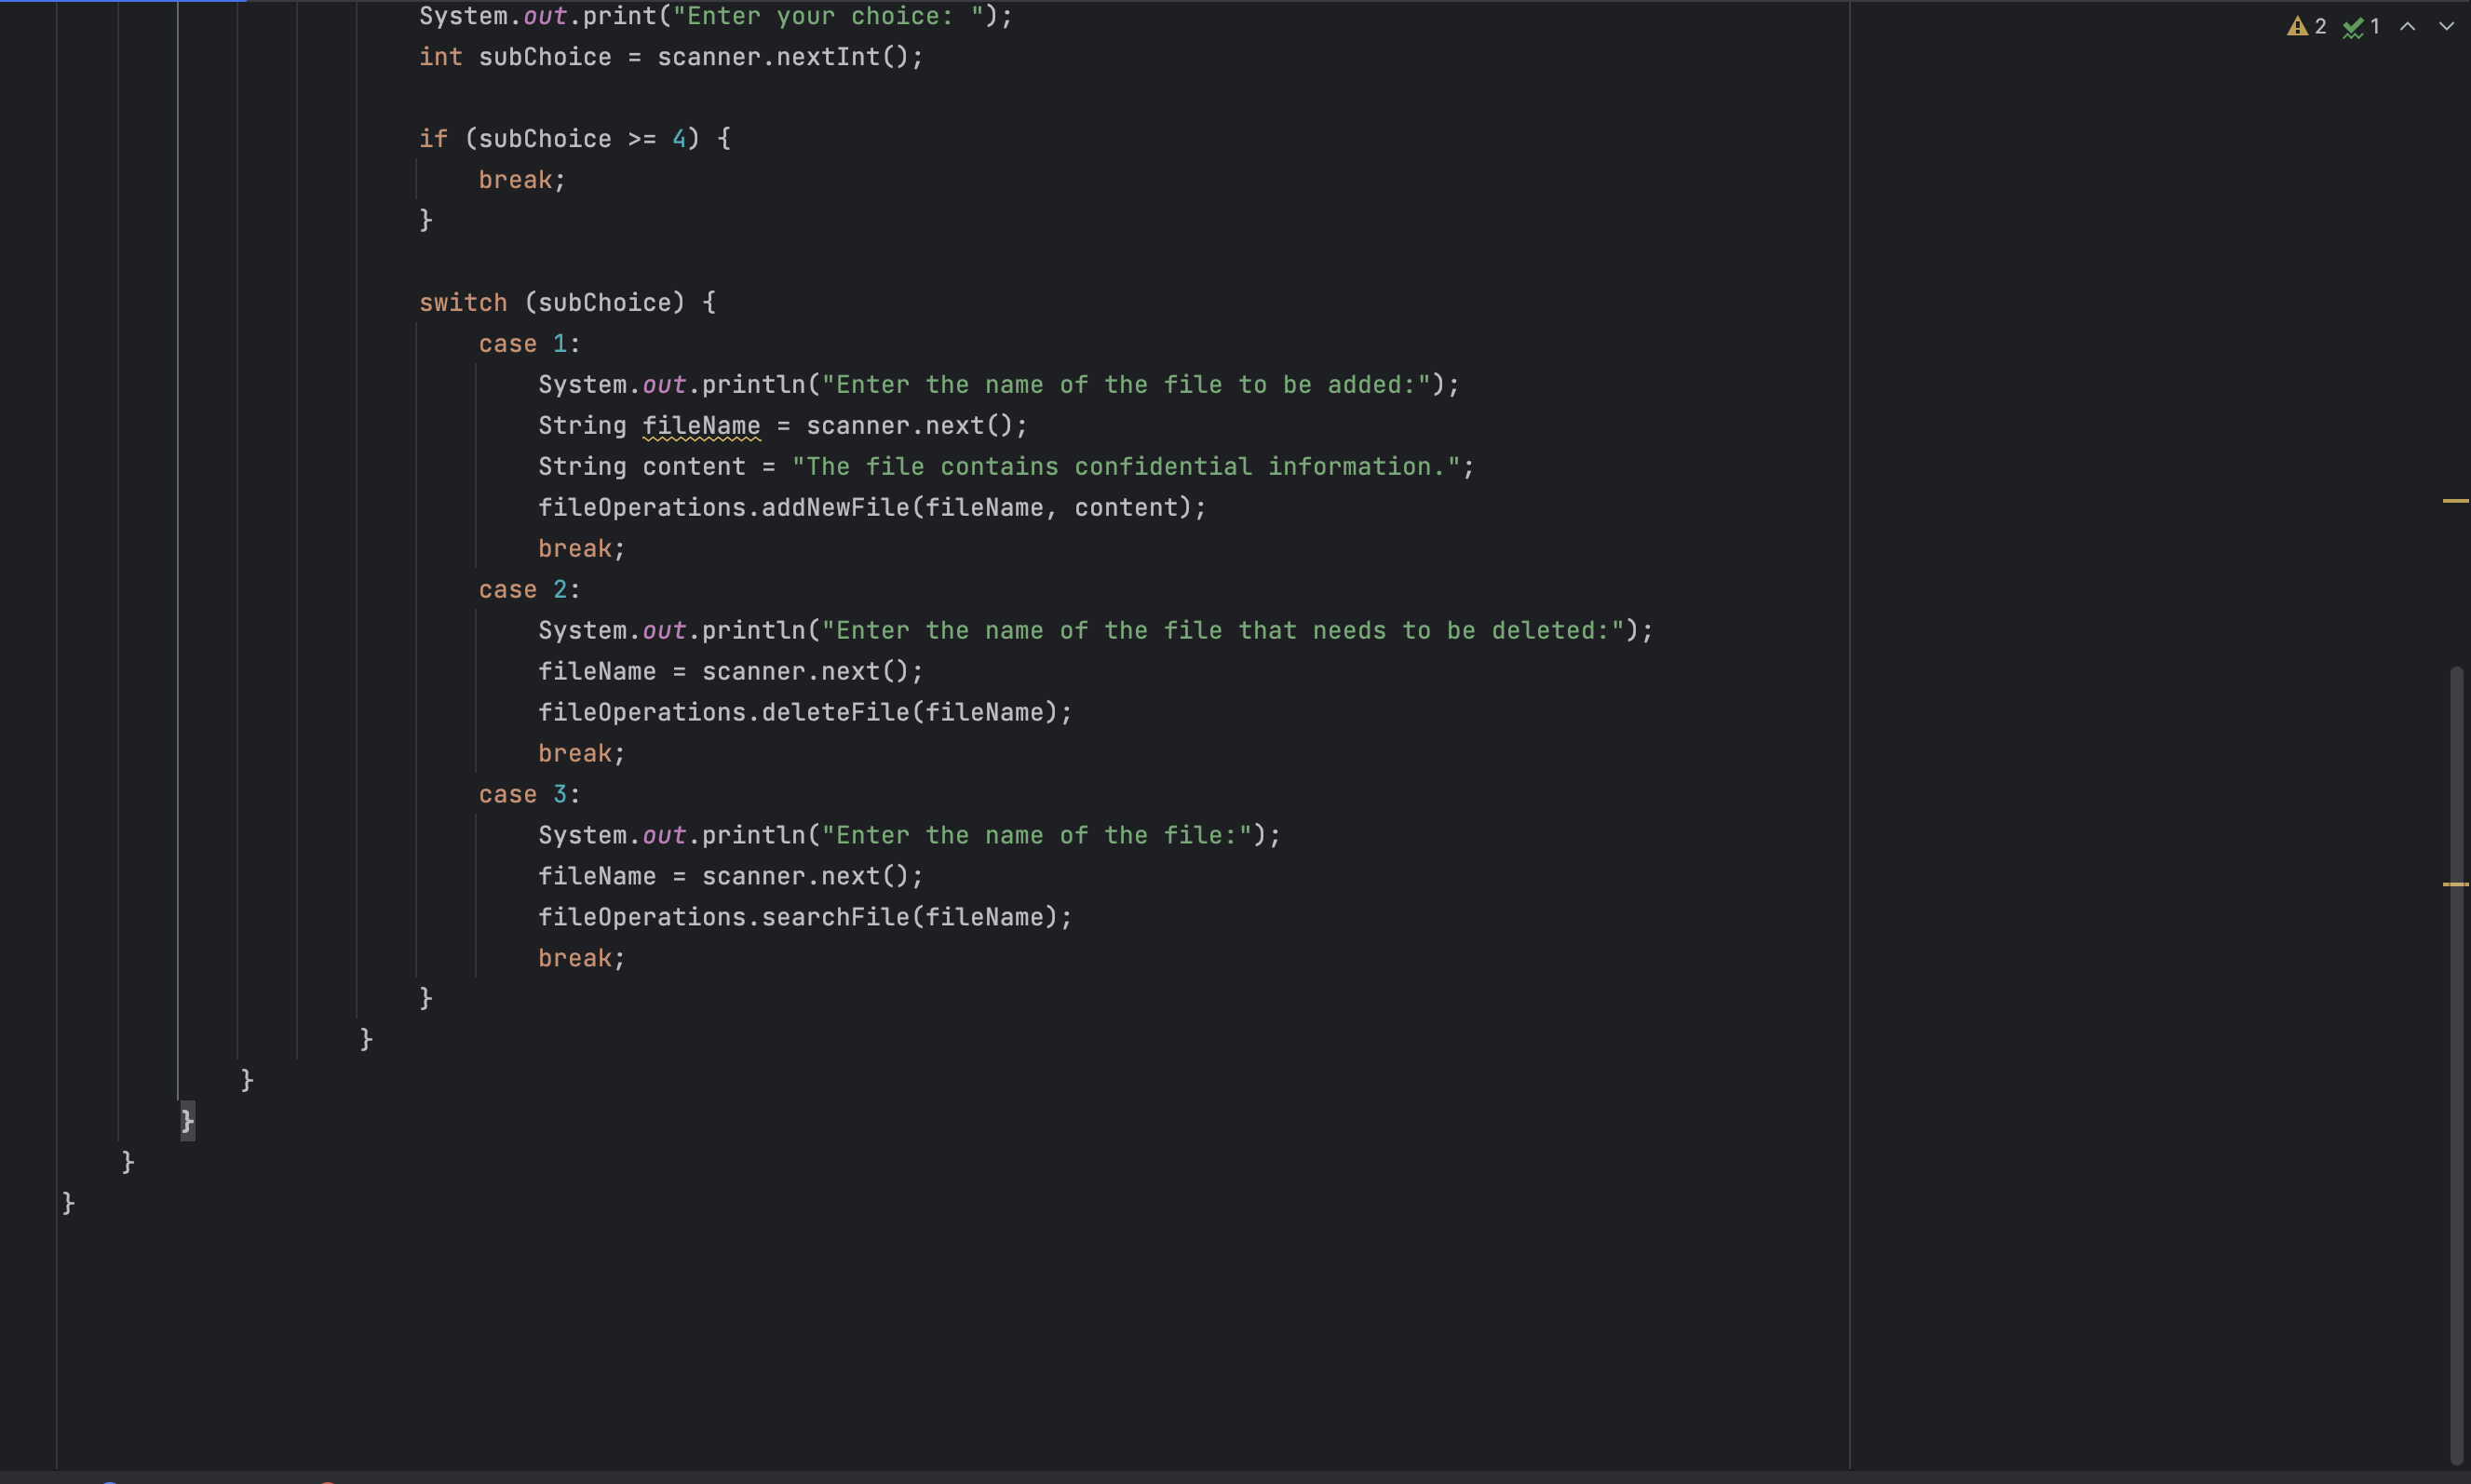 System.out.print("Enter your choice: ");
2 1
int subChoice = scanner.nextInt();
if (subChoice >= 4) {
break;
}
switch (subChoice) {
case 1:
System.out.println("Enter the name of the file to be added:");
String fileName = scanner.next();
String content = "The file contains confidential information.";
fileOperations.addNewFile(fileName, content);
break;
case 2:
System.out.println("Enter the name of the file that needs to be deleted:");
fileName = scanner.next();
fileOperations.deleteFile(fileName);
break;
case 3:
System.out.println("Enter the name of the file:");
fileName = scanner.next();
fileOperations.searchFile(fileName);
break;
}
}
}
}
}
}